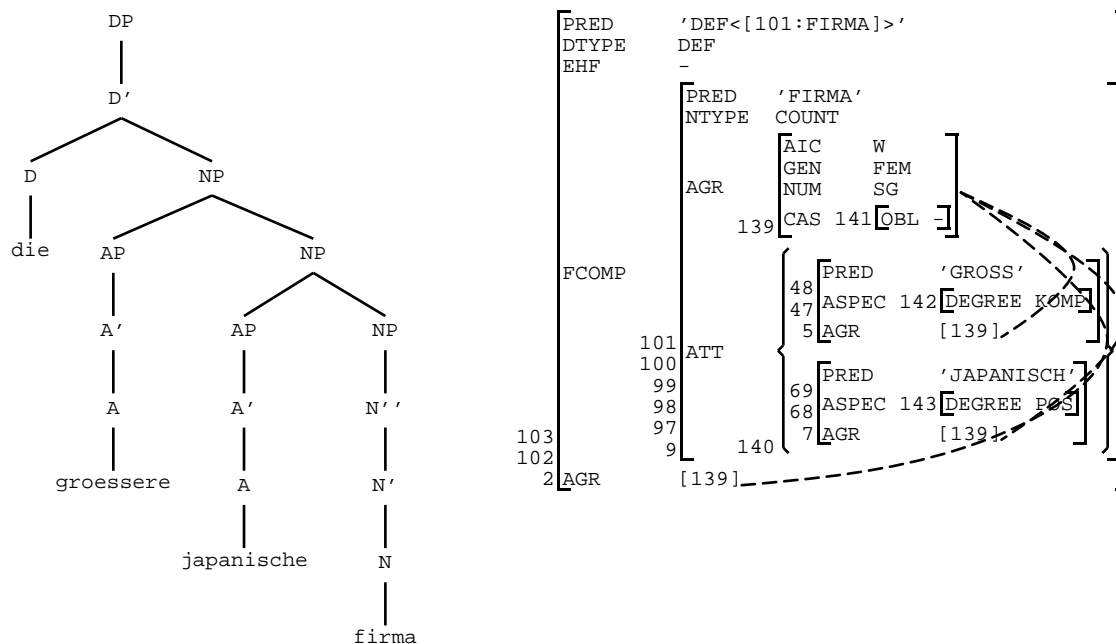 DP
D'
D NP
die AP NP
A' AP NP
A A' N''
groessere A N'
japanische N
firma
PRED 'DEF<[101:FIRMA]>'
DTYPE DEF
EHF -
PRED 'FIRMA'
NTYPE COUNT
AIC W
GEN FEM
AGR NUM SG
139 CAS 141 OBL -
FCOMP PRED 'GROSS'
48
47 ASPEC 142 DEGREE KOMP
5 AGR [139]
101 ATT
100
99 PRED 'JAPANISCH'
69
98 68 ASPEC 143 DEGREE POS
97 7 AGR [139]
103
102 9 140
2 AGR [139]